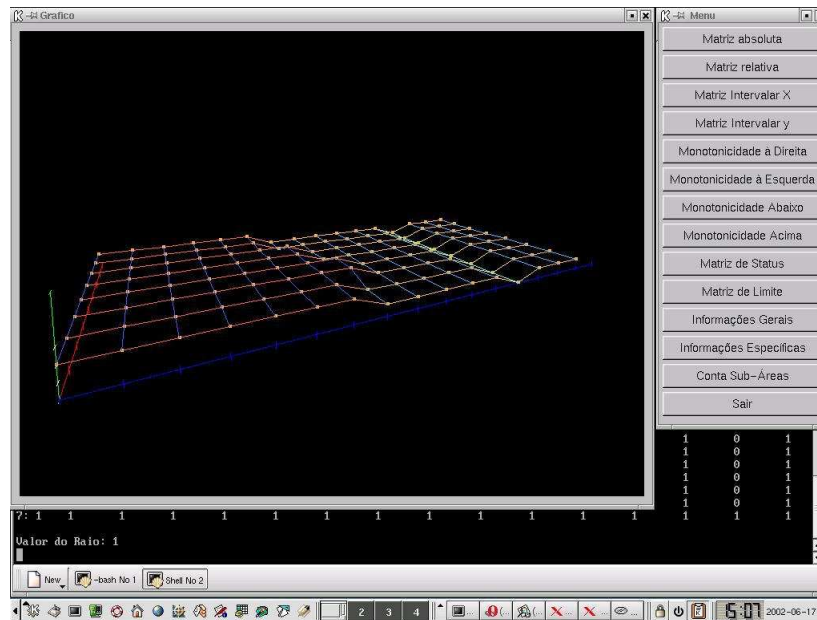 Grafico
Menu
Matriz absoluta
Matriz relativa
Matriz Intervalar X
Matriz Intervalar y
Monotonicidade à Direita
Monotonicidade à Esquerda
Monotonicidade Abaixo
Monotonicidade Acima
Matriz de Status
Matriz de Limite
Informações Gerais
Informações Específicas
Conta Sub-Áreas
Sair
1 0 1
1 0 1
1 0 1
1 0 1
1 0 1
1 0 1
7: 1 1 1 1 1 1 1 1 1 1 1 1 1 1 1 1
Valor do Raio: 1
New -bash No 1 Shell No 2
2 3 4 5:07 2002-06-17